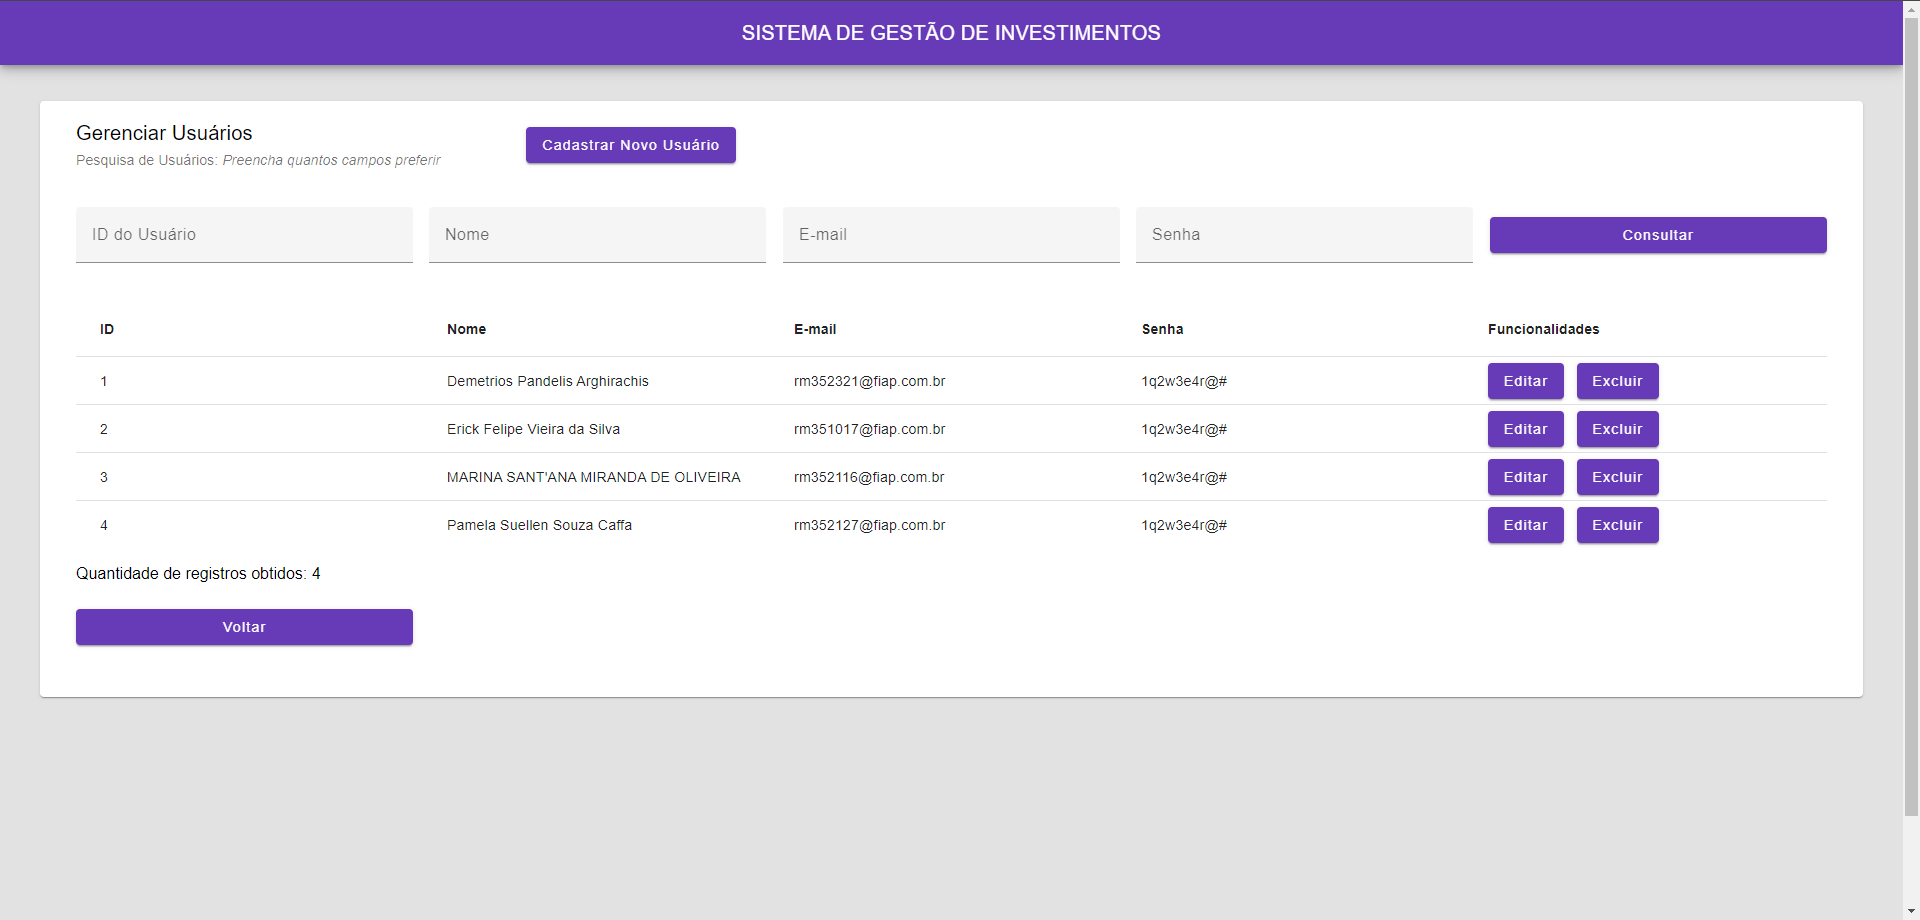 SISTEMA DE GESTÃO DE INVESTIMENTOS
Gerenciar Usuários
Pesquisa de Usuários: Preencha quantos campos preferir
Cadastrar Novo Usuário
ID do Usuário Nome E-mail Senha Consultar
ID Nome E-mail Senha Funcionalidades
1 Demetrios Pandelis Arghirachis rm352321@fiap.com.br 1q2w3e4r@# Editar Excluir
2 Erick Felipe Vieira da Silva rm351017@fiap.com.br 1q2w3e4r@# Editar Excluir
3 MARINA SANT'ANA MIRANDA DE OLIVEIRA rm352116@fiap.com.br 1q2w3e4r@# Editar Excluir
4 Pamela Suellen Souza Caffa rm352127@fiap.com.br 1q2w3e4r@# Editar Excluir
Quantidade de registros obtidos: 4
Voltar